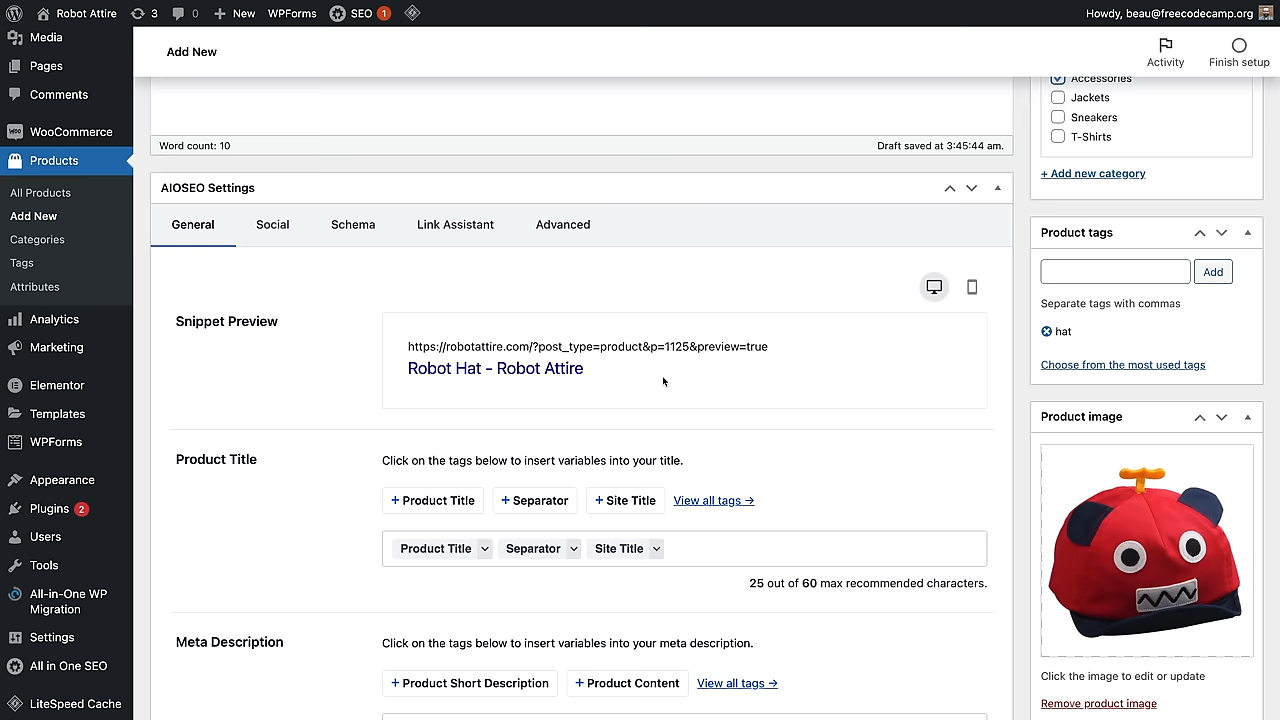 Robot Attire
3
0
New
WPForms
SEO
1
Howdy, beau@freecodecamp.org
Media
Pages
Comments
WooCommerce
Products
All Products
Add New
Categories
Tags
Attributes
Analytics
Marketing
Elementor
Templates
WPForms
Appearance
Plugins 2
Users
Tools
All-in-One WP
Migration
Settings
All in One SEO
LiteSpeed Cache
Add New
Activity
Finish setup
Word count: 10
Draft saved at 3:45:44 am.
AIOSEO Settings
General
Social
Schema
Link Assistant
Advanced
Snippet Preview
https://robotattire.com/?post_type=product&p=1125&preview=true
Robot Hat - Robot Attire
Product Title
Click on the tags below to insert variables into your title.
+ Product Title
+ Separator
+ Site Title
View all tags →
Product Title
Separator
Site Title
25 out of 60 max recommended characters.
Meta Description
Click on the tags below to insert variables into your meta description.
+ Product Short Description
+ Product Content
View all tags →
Accessories
Jackets
Sneakers
T-Shirts
+ Add new category
Product tags
Add
Separate tags with commas
hat
Choose from the most used tags
Product image
Click the image to edit or update
Remove product image